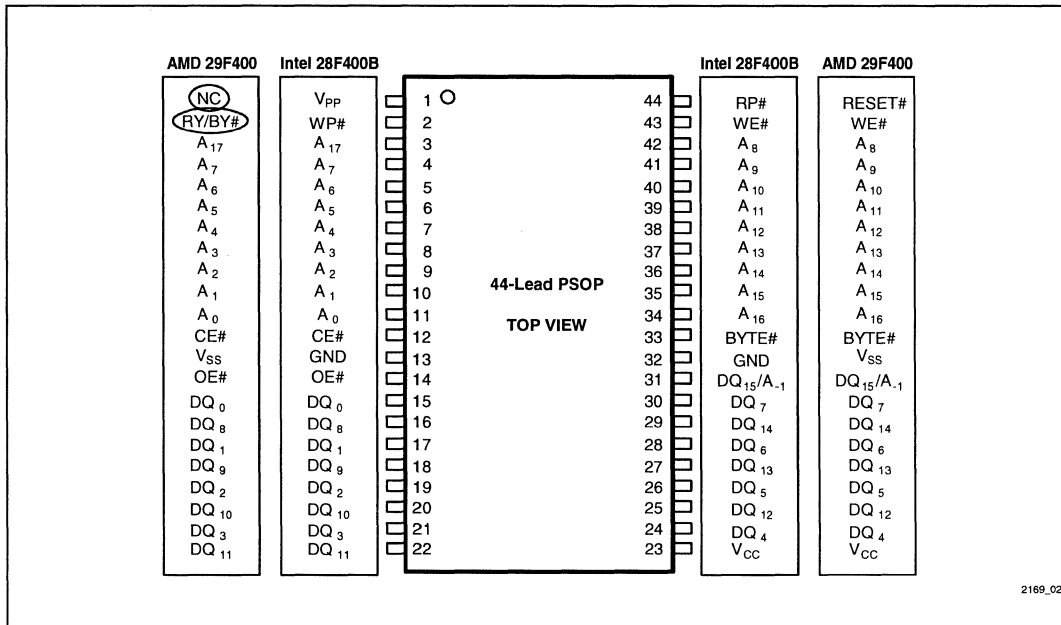 AMD 29F400 Intel 28F400B Intel 28F400B AMD 29F400
NC VPP 1 44 RP# RESET#
RY/BY# WP# 2 43 WE# WE#
A17 A17 3 42 A8 A8
A7 A7 4 41 A9 A9
A6 A6 5 40 A10 A10
A5 A5 6 39 A11 A11
A4 A4 7 38 A12 A12
A3 A3 8 37 A13 A13
A2 A2 9 36 A14 A14
A1 A1 10 35 A15 A15
A0 A0 11 34 A16 A16
CE# CE# 12 33 BYTE# BYTE#
VSS GND 13 32 GND VSS
OE# OE# 14 31 DQ15/A-1 DQ15/A-1
DQ0 DQ0 15 30 DQ7 DQ7
DQ8 DQ8 16 29 DQ14 DQ14
DQ1 DQ1 17 28 DQ6 DQ6
DQ9 DQ9 18 27 DQ13 DQ13
DQ2 DQ2 19 26 DQ5 DQ5
DQ10 DQ10 20 25 DQ12 DQ12
DQ3 DQ3 21 24 DQ4 DQ4
DQ11 DQ11 22 23 VCC VCC
44-Lead PSOP
TOP VIEW
2169_02